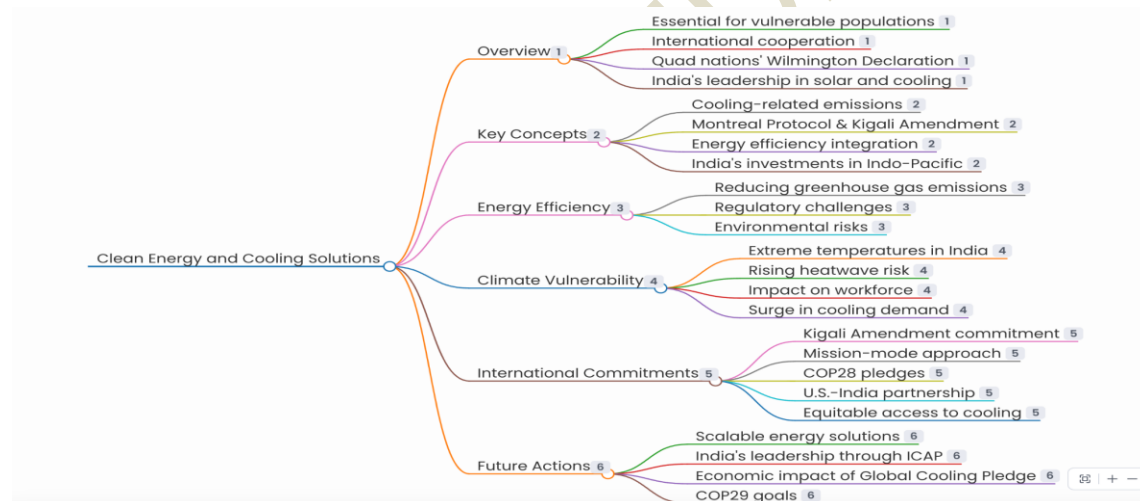 Clean Energy and Cooling Solutions
Overview 1
Essential for vulnerable populations 1
International cooperation 1
Quad nations' Wilmington Declaration 1
India's leadership in solar and cooling 1
Key Concepts 2
Cooling-related emissions 2
Montreal Protocol & Kigali Amendment 2
Energy efficiency integration 2
India's investments in Indo-Pacific 2
Energy Efficiency 3
Reducing greenhouse gas emissions 3
Regulatory challenges 3
Environmental risks 3
Climate Vulnerability 4
Extreme temperatures in India 4
Rising heatwave risk 4
Impact on workforce 4
Surge in cooling demand 4
International Commitments 5
Kigali Amendment commitment 5
Mission-mode approach 5
COP28 pledges 5
U.S.-India partnership 5
Equitable access to cooling 5
Future Actions 6
Scalable energy solutions 6
India's leadership through ICAP 6
Economic impact of Global Cooling Pledge 6
COP29 goals 6